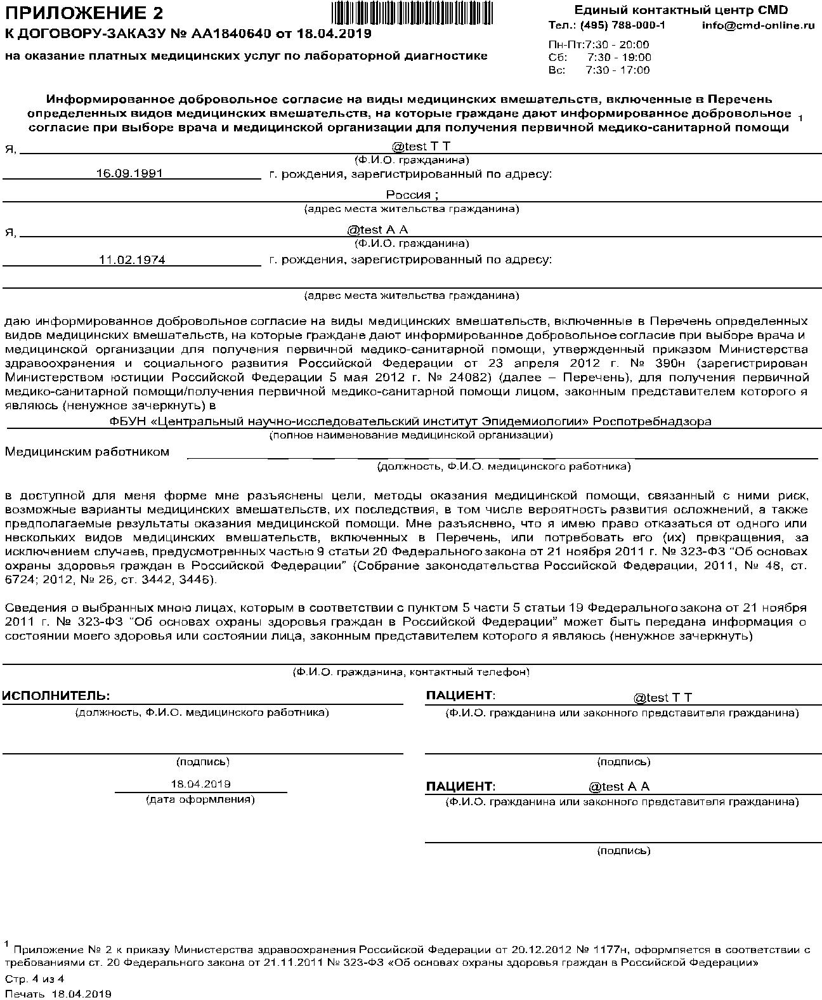 ПРИЛОЖЕНИЕ 2
К ДОГОВОРУ-ЗАКАЗУ № АА1840640 от 18.04.2019
на оказание платных медицинских услуг по лабораторной диагностике
Единый контактный центр CMD
Тел.: (495) 788-000-1 info@cmd-online.ru
Пн-Пт:7:30 - 20:00
Сб: 7:30 - 19:00
Вс: 7:30 - 17:00
Информированное добровольное согласие на виды медицинских вмешательств, включенные в Перечень
определенных видов медицинских вмешательств, на которые граждане дают информированное добровольное 1
согласие при выборе врача и медицинской организации для получения первичной медико-санитарной помощи
Я, @test T T
(Ф.И.О. гражданина)
16.09.1991 г. рождения, зарегистрированный по адресу:
Россия ;
(адрес места жительства гражданина)
Я, @test A A
(Ф.И.О. гражданина)
11.02.1974 г. рождения, зарегистрированный по адресу:
(адрес места жительства гражданина)
даю информированное добровольное согласие на виды медицинских вмешательств, включенные в Перечень определенных
видов медицинских вмешательств, на которые граждане дают информированное добровольное согласие при выборе врача и
медицинской организации для получения первичной медико-санитарной помощи, утвержденный приказом Министерства
здравоохранения и социального развития Российской Федерации от 23 апреля 2012 г. № 390н (зарегистрирован
Министерством юстиции Российской Федерации 5 мая 2012 г. № 24082) (далее – Перечень), для получения первичной
медико-санитарной помощи/получения первичной медико-санитарной помощи лицом, законным представителем которого я
являюсь (ненужное зачеркнуть) в
ФБУН «Центральный научно-исследовательский институт Эпидемиологии» Роспотребнадзора
(полное наименование медицинской организации)
Медицинским работником
(должность, Ф.И.О. медицинского работника)
в доступной для меня форме мне разъяснены цели, методы оказания медицинской помощи, связанный с ними риск,
возможные варианты медицинских вмешательств, их последствия, в том числе вероятность развития осложнений, а также
предполагаемые результаты оказания медицинской помощи. Мне разъяснено, что я имею право отказаться от одного или
нескольких видов медицинских вмешательств, включенных в Перечень, или потребовать его (их) прекращения, за
исключением случаев, предусмотренных частью 9 статьи 20 Федерального закона от 21 ноября 2011 г. № 323-ФЗ “Об основах
охраны здоровья граждан в Российской Федерации” (Собрание законодательства Российской Федерации, 2011, № 48, ст.
6724; 2012, № 26, ст. 3442, 3446).
Сведения о выбранных мною лицах, которым в соответствии с пунктом 5 части 5 статьи 19 Федерального закона от 21 ноября
2011 г. № 323-ФЗ “Об основах охраны здоровья граждан в Российской Федерации” может быть передана информация о
состоянии моего здоровья или состоянии лица, законным представителем которого я являюсь (ненужное зачеркнуть)
(Ф.И.О. гражданина, контактный телефон)
ИСПОЛНИТЕЛЬ:
(должность, Ф.И.О. медицинского работника)
(подпись)
18.04.2019
(дата оформления)
ПАЦИЕНТ: @test T T
(Ф.И.О. гражданина или законного представителя гражданина)
(подпись)
ПАЦИЕНТ: @test A A
(Ф.И.О. гражданина или законного представителя гражданина)
(подпись)
1 Приложение № 2 к приказу Министерства здравоохранения Российской Федерации от 20.12.2012 № 1177н, оформляется в соответствии с
требованиями ст. 20 Федерального закона от 21.11.2011 № 323-ФЗ «Об основах охраны здоровья граждан в Российской Федерации»
Стр. 4 из 4
Печать 18.04.2019